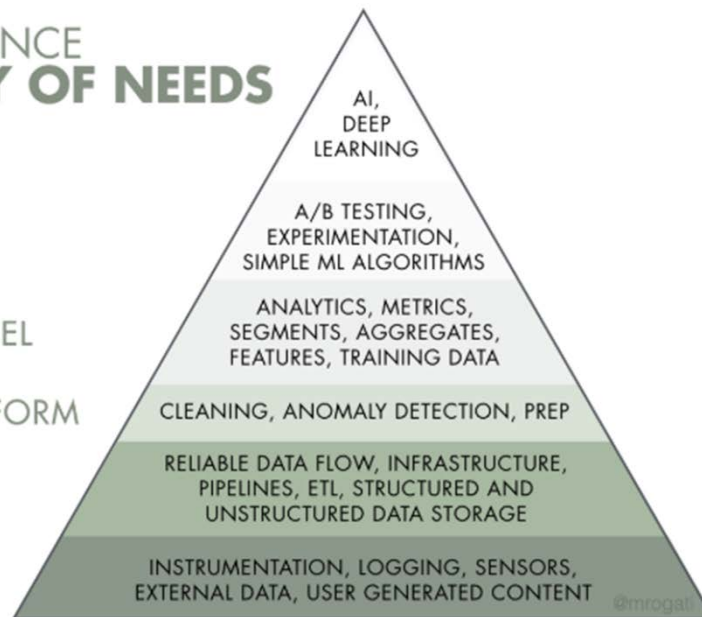 NCE
Y OF NEEDS
AI,
DEEP
LEARNING
A/B TESTING,
EXPERIMENTATION,
SIMPLE ML ALGORITHMS
EL
ANALYTICS, METRICS,
SEGMENTS, AGGREGATES,
FEATURES, TRAINING DATA
FORM
CLEANING, ANOMALY DETECTION, PREP
RELIABLE DATA FLOW, INFRASTRUCTURE,
PIPELINES, ETL, STRUCTURED AND
UNSTRUCTURED DATA STORAGE
INSTRUMENTATION, LOGGING, SENSORS,
EXTERNAL DATA, USER GENERATED CONTENT
@mrogati